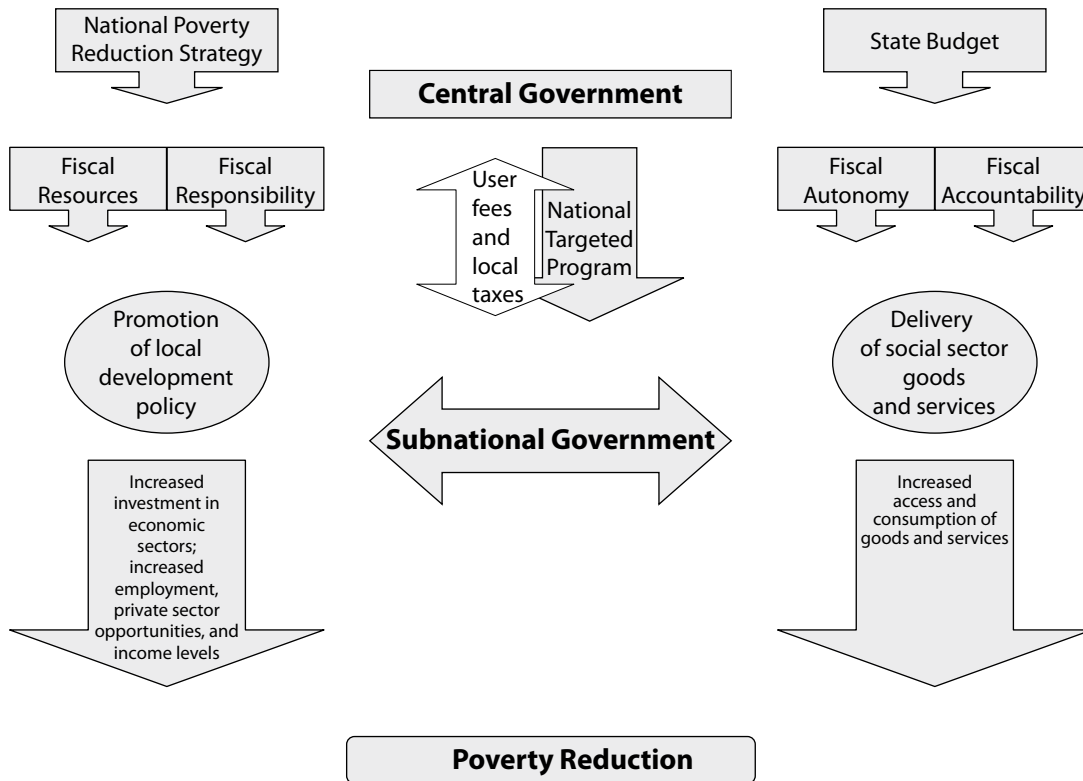 National Poverty
Reduction Strategy
State Budget
Central Government
Fiscal
Resources
Fiscal
Responsibility
User
fees
and
local
taxes
National
Targeted
Program
Fiscal
Autonomy
Fiscal
Accountability
Promotion
of local
development
policy
Delivery
of social sector
goods
and services
Subnational Government
Increased
investment in
economic
sectors;
increased
employment,
private sector
opportunities, and
income levels
Increased
access and
consumption of
goods and services
Poverty Reduction